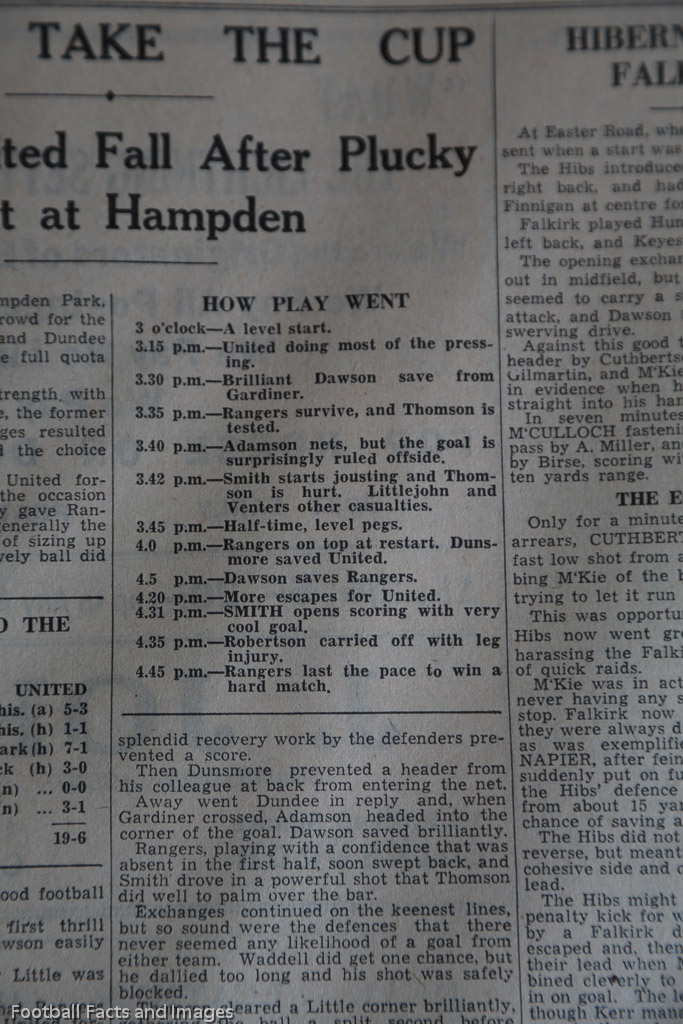 TAKE THE CUP
ted Fall After Plucky
t at Hampden
mpden Park,
rowd for the
and Dundee
e full quota
trength, with
e, the former
ges resulted
d the choice
United for-
the occasion
y gave Ran-
generally the
of sizing up
vely ball did
O THE
UNITED
his. (a) 5-3
his. (h) 1-1
ark (h) 7-1
ck (h) 3-0
n) ... 0-0
n) ... 3-1
19-6
ood football
first thrill
wson easily
Little was
HOW PLAY WENT
3 o'clock—A level start.
3.15 p.m.—United doing most of the press-
ing.
3.30 p.m.—Brilliant Dawson save from
Gardiner.
3.35 p.m.—Rangers survive, and Thomson is
tested.
3.40 p.m.—Adamson nets, but the goal is
surprisingly ruled offside.
3.42 p.m.—Smith starts jousting and Thom-
son is hurt. Littlejohn and
Venters other casualties.
3.45 p.m.—Half-time, level pegs.
4.0 p.m.—Rangers on top at restart. Duns-
more saved United.
4.5 p.m.—Dawson saves Rangers.
4.20 p.m.—More escapes for United.
4.31 p.m.—SMITH opens scoring with very
cool goal.
4.35 p.m.—Robertson carried off with leg
injury.
4.45 p.m.—Rangers last the pace to win a
hard match.
splendid recovery work by the defenders pre-
vented a score.
Then Dunsmore prevented a header from
his colleague at back from entering the net.
Away went Dundee in reply and, when
Gardiner crossed, Adamson headed into the
corner of the goal. Dawson saved brilliantly.
Rangers, playing with a confidence that was
absent in the first half, soon swept back, and
Smith drove in a powerful shot that Thomson
did well to palm over the bar.
Exchanges continued on the keenest lines,
but so sound were the defences that there
never seemed any likelihood of a goal from
either team. Waddell did get one chance, but
he dallied too long and his shot was safely
blocked.
cleared a Little corner brilliantly,
the ball a split second before
HIBERN
FALI
At Easter Road, whe
sent when a start was
The Hibs introduce
right back, and had
Finnigan at centre fo
Falkirk played Hun
left back, and Keyes
The opening exchan
out in midfield, but
seemed to carry a s
attack, and Dawson
swerving drive.
Against this good t
header by Cuthberts
Gilmartin, and M'Kie
in evidence when h
straight into his han
In seven minutes
M'CULLOCH fasteni
pass by A. Miller, an
by Birse, scoring wi
ten yards range.
THE E
Only for a minute
arrears, CUTHBERT
fast low shot from a
bing M'Kie of the b
trying to let it run
This was opportu
Hibs now went gr
harassing the Falki
of quick raids.
M'Kie was in act
never having any s
stop. Falkirk now
they were always d
as was exemplifie
NAPIER, after fein
suddenly put on fu
the Hibs' defence
from about 15 yar
chance of saving a
The Hibs did not
reverse, but meant
cohesive side and c
lead.
The Hibs might
penalty kick for w
by a Falkirk d
escaped and, then
their lead when M
bined cleverly to
in on goal. The le
though Kerr mana
Football Facts and Images